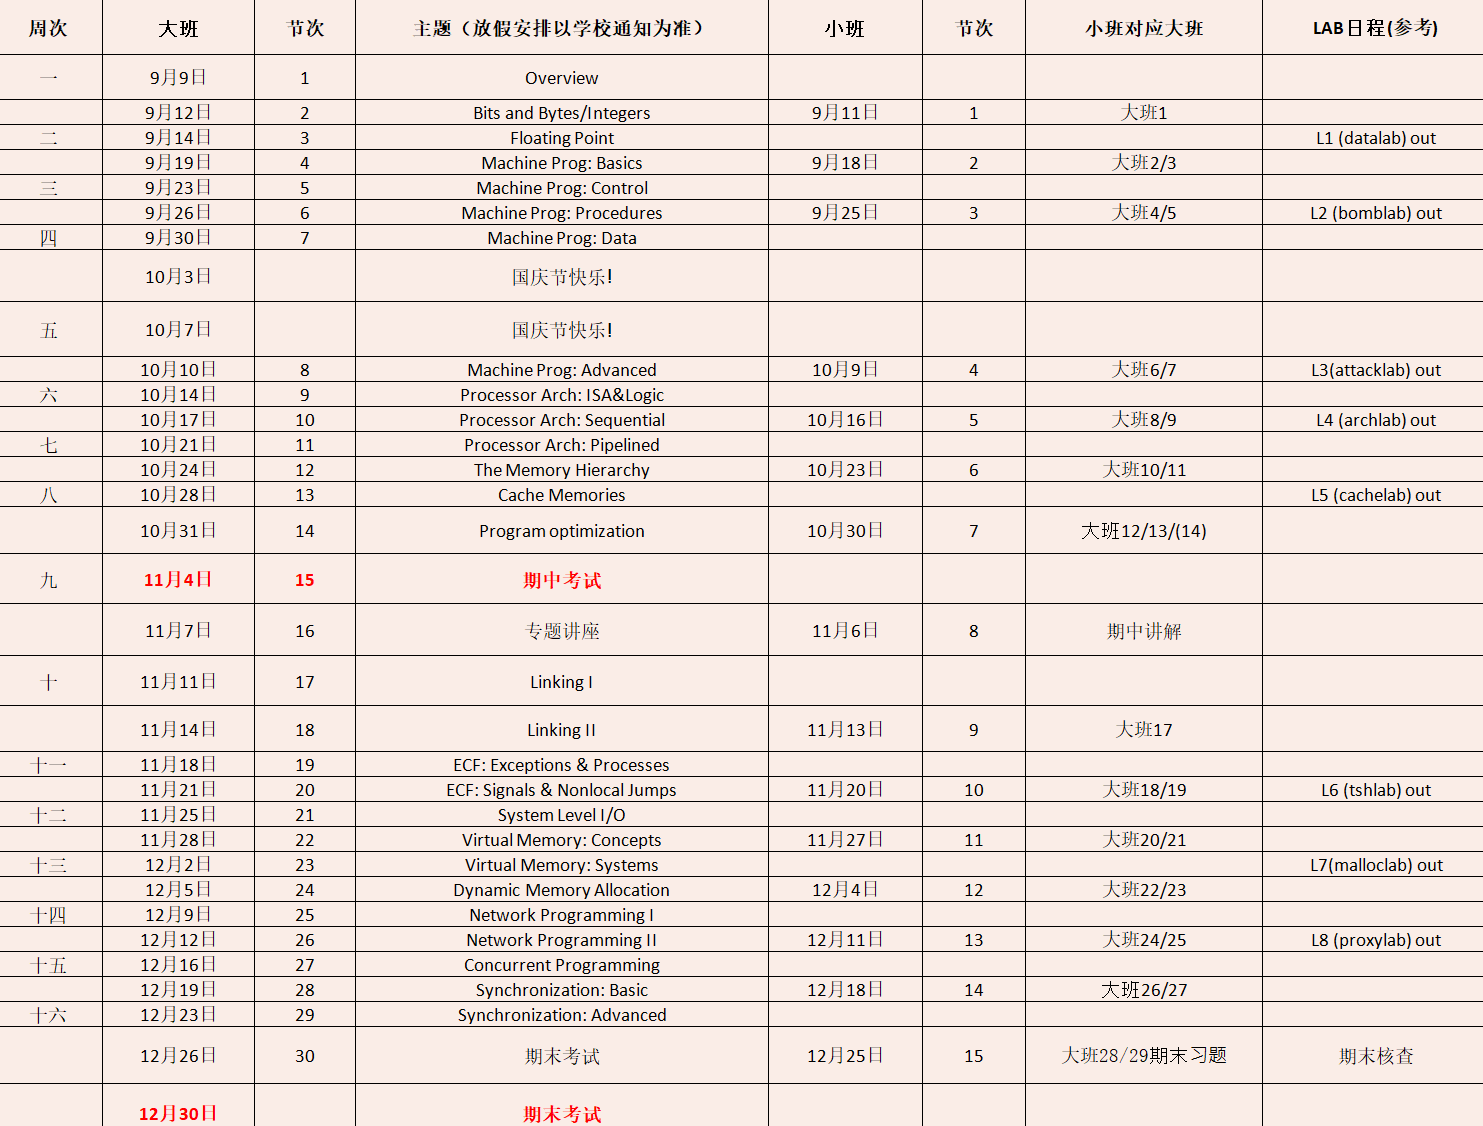 周次 大班 节次 主题（放假安排以学校通知为准） 小班 节次 小班对应大班 LAB日程(参考)
一 9月9日 1 Overview
9月12日 2 Bits and Bytes/Integers 9月11日 1 大班1
二 9月14日 3 Floating Point L1 (datalab) out
9月19日 4 Machine Prog: Basics 9月18日 2 大班2/3
三 9月23日 5 Machine Prog: Control
9月26日 6 Machine Prog: Procedures 9月25日 3 大班4/5 L2 (bomblab) out
四 9月30日 7 Machine Prog: Data
10月3日 国庆节快乐!
五 10月7日 国庆节快乐!
10月10日 8 Machine Prog: Advanced 10月9日 4 大班6/7 L3(attacklab) out
六 10月14日 9 Processor Arch: ISA&Logic
10月17日 10 Processor Arch: Sequential 10月16日 5 大班8/9 L4 (archlab) out
七 10月21日 11 Processor Arch: Pipelined
10月24日 12 The Memory Hierarchy 10月23日 6 大班10/11
八 10月28日 13 Cache Memories L5 (cachelab) out
10月31日 14 Program optimization 10月30日 7 大班12/13/(14)
九 11月4日 15 期中考试
11月7日 16 专题讲座 11月6日 8 期中讲解
十 11月11日 17 Linking I
11月14日 18 Linking II 11月13日 9 大班17
十一 11月18日 19 ECF: Exceptions & Processes
11月21日 20 ECF: Signals & Nonlocal Jumps 11月20日 10 大班18/19 L6 (tshlab) out
十二 11月25日 21 System Level I/O
11月28日 22 Virtual Memory: Concepts 11月27日 11 大班20/21
十三 12月2日 23 Virtual Memory: Systems L7(malloclab) out
12月5日 24 Dynamic Memory Allocation 12月4日 12 大班22/23
十四 12月9日 25 Network Programming I
12月12日 26 Network Programming II 12月11日 13 大班24/25 L8 (proxylab) out
十五 12月16日 27 Concurrent Programming
12月19日 28 Synchronization: Basic 12月18日 14 大班26/27
十六 12月23日 29 Synchronization: Advanced
12月26日 30 期末考试 12月25日 15 大班28/29期末习题 期末核查
12月30日 期末考试